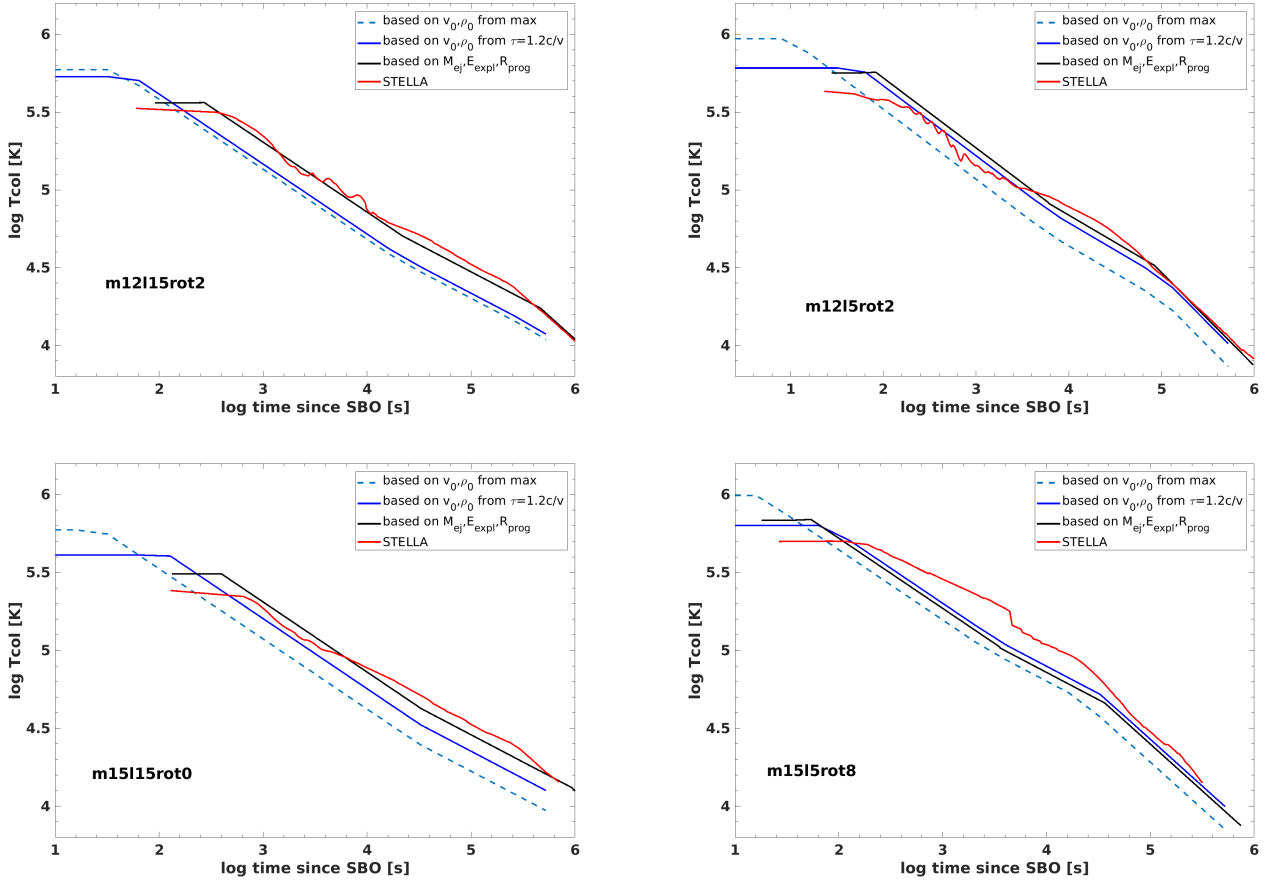 based on v0,ρ0 from max
based on v0,ρ0 from τ=1.2c/v
based on Mej,Eexpl,Rprog
STELLA
6
5.5
5
4.5
4
log Tcol [K]
m12l15rot2
1 2 3 4 5 6
log time since SBO [s]
based on v0,ρ0 from max
based on v0,ρ0 from τ=1.2c/v
based on Mej,Eexpl,Rprog
STELLA
6
5.5
5
4.5
4
log Tcol [K]
m12l5rot2
1 2 3 4 5 6
log time since SBO [s]
based on v0,ρ0 from max
based on v0,ρ0 from τ=1.2c/v
based on Mej,Eexpl,Rprog
STELLA
6
5.5
5
4.5
4
log Tcol [K]
m15l15rot0
1 2 3 4 5 6
log time since SBO [s]
based on v0,ρ0 from max
based on v0,ρ0 from τ=1.2c/v
based on Mej,Eexpl,Rprog
STELLA
6
5.5
5
4.5
4
log Tcol [K]
m15l5rot8
1 2 3 4 5 6
log time since SBO [s]